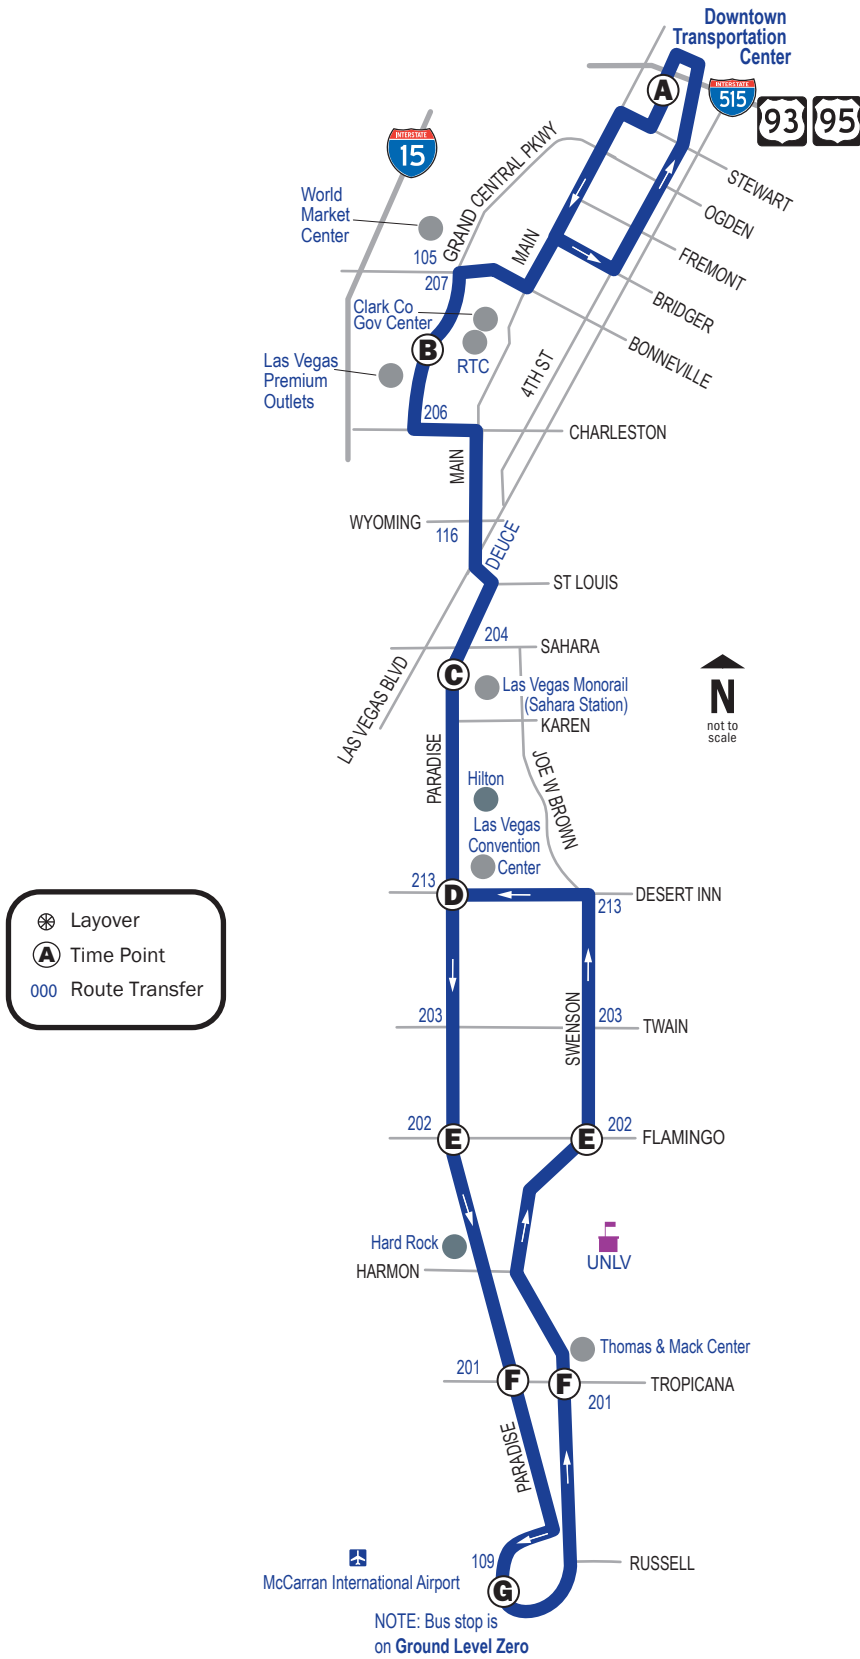 Downtown
Transportation
Center
A
INTERSTATE
515
93
95
INTERSTATE
15
GRAND CENTRAL PKWY
STEWART
World
Market
Center
OGDEN
MAIN
FREMONT
105
207
BRIDGER
Clark Co
Gov Center
B
RTC
BONNEVILLE
Las Vegas
Premium
Outlets
4TH ST
206
CHARLESTON
MAIN
WYOMING
116
DEUCE
ST LOUIS
204
SAHARA
LAS VEGAS BLVD
C
Las Vegas Monorail
(Sahara Station)
KAREN
N
not to
scale
PARADISE
JOE W BROWN
Hilton
Las Vegas
Convention
Center
213
D
DESERT INN
213
Layover
A Time Point
000 Route Transfer
SWENSON
203
203
TWAIN
202
E
E
202
FLAMINGO
Hard Rock
UNLV
HARMON
Thomas & Mack Center
201
F
F
TROPICANA
201
PARADISE
109
RUSSELL
McCarran International Airport
G
NOTE: Bus stop is
on Ground Level Zero